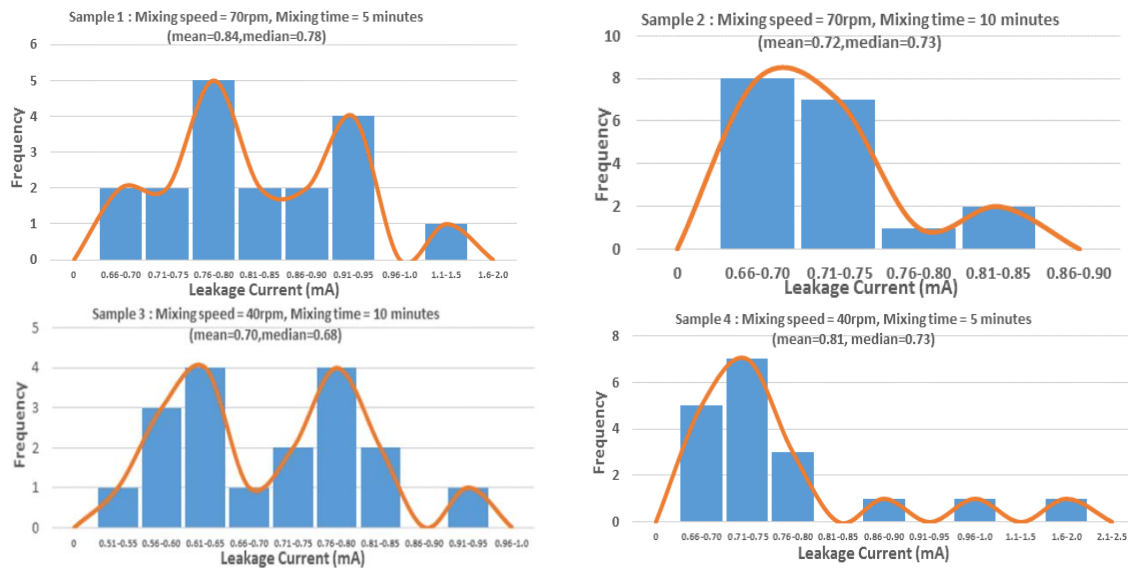 Sample 1 : Mixing speed = 70rpm, Mixing time = 5 minutes
(mean=0.84,median=0.78)
Frequency
6
5
4
3
2
1
0
0 0.66-0.70 0.71-0.75 0.76-0.80 0.81-0.85 0.86-0.90 0.91-0.95 0.96-1.0 1.1-1.5 1.6-2.0
Leakage Current (mA)
Sample 2 : Mixing speed = 70rpm, Mixing time = 10 minutes
(mean=0.72,median=0.73)
Frequency
10
8
6
4
2
0
0 0.66-0.70 0.71-0.75 0.76-0.80 0.81-0.85 0.86-0.90
Leakage Current (mA)
Sample 3 : Mixing speed = 40rpm, Mixing time = 10 minutes
(mean=0.70,median=0.68)
Frequency
5
4
3
2
1
0
0 0.51-0.55 0.56-0.60 0.61-0.65 0.66-0.70 0.71-0.75 0.76-0.80 0.81-0.85 0.86-0.90 0.91-0.95 0.96-1.0
Leakage Current (mA)
Sample 4 : Mixing speed = 40rpm, Mixing time = 5 minutes
(mean=0.81, median=0.73)
Frequency
8
6
4
2
0
0 0.66-0.70 0.71-0.75 0.76-0.80 0.81-0.85 0.86-0.90 0.91-0.95 0.96-1.0 1.1-1.5 1.6-2.0 2.1-2.5
Leakage Current (mA)